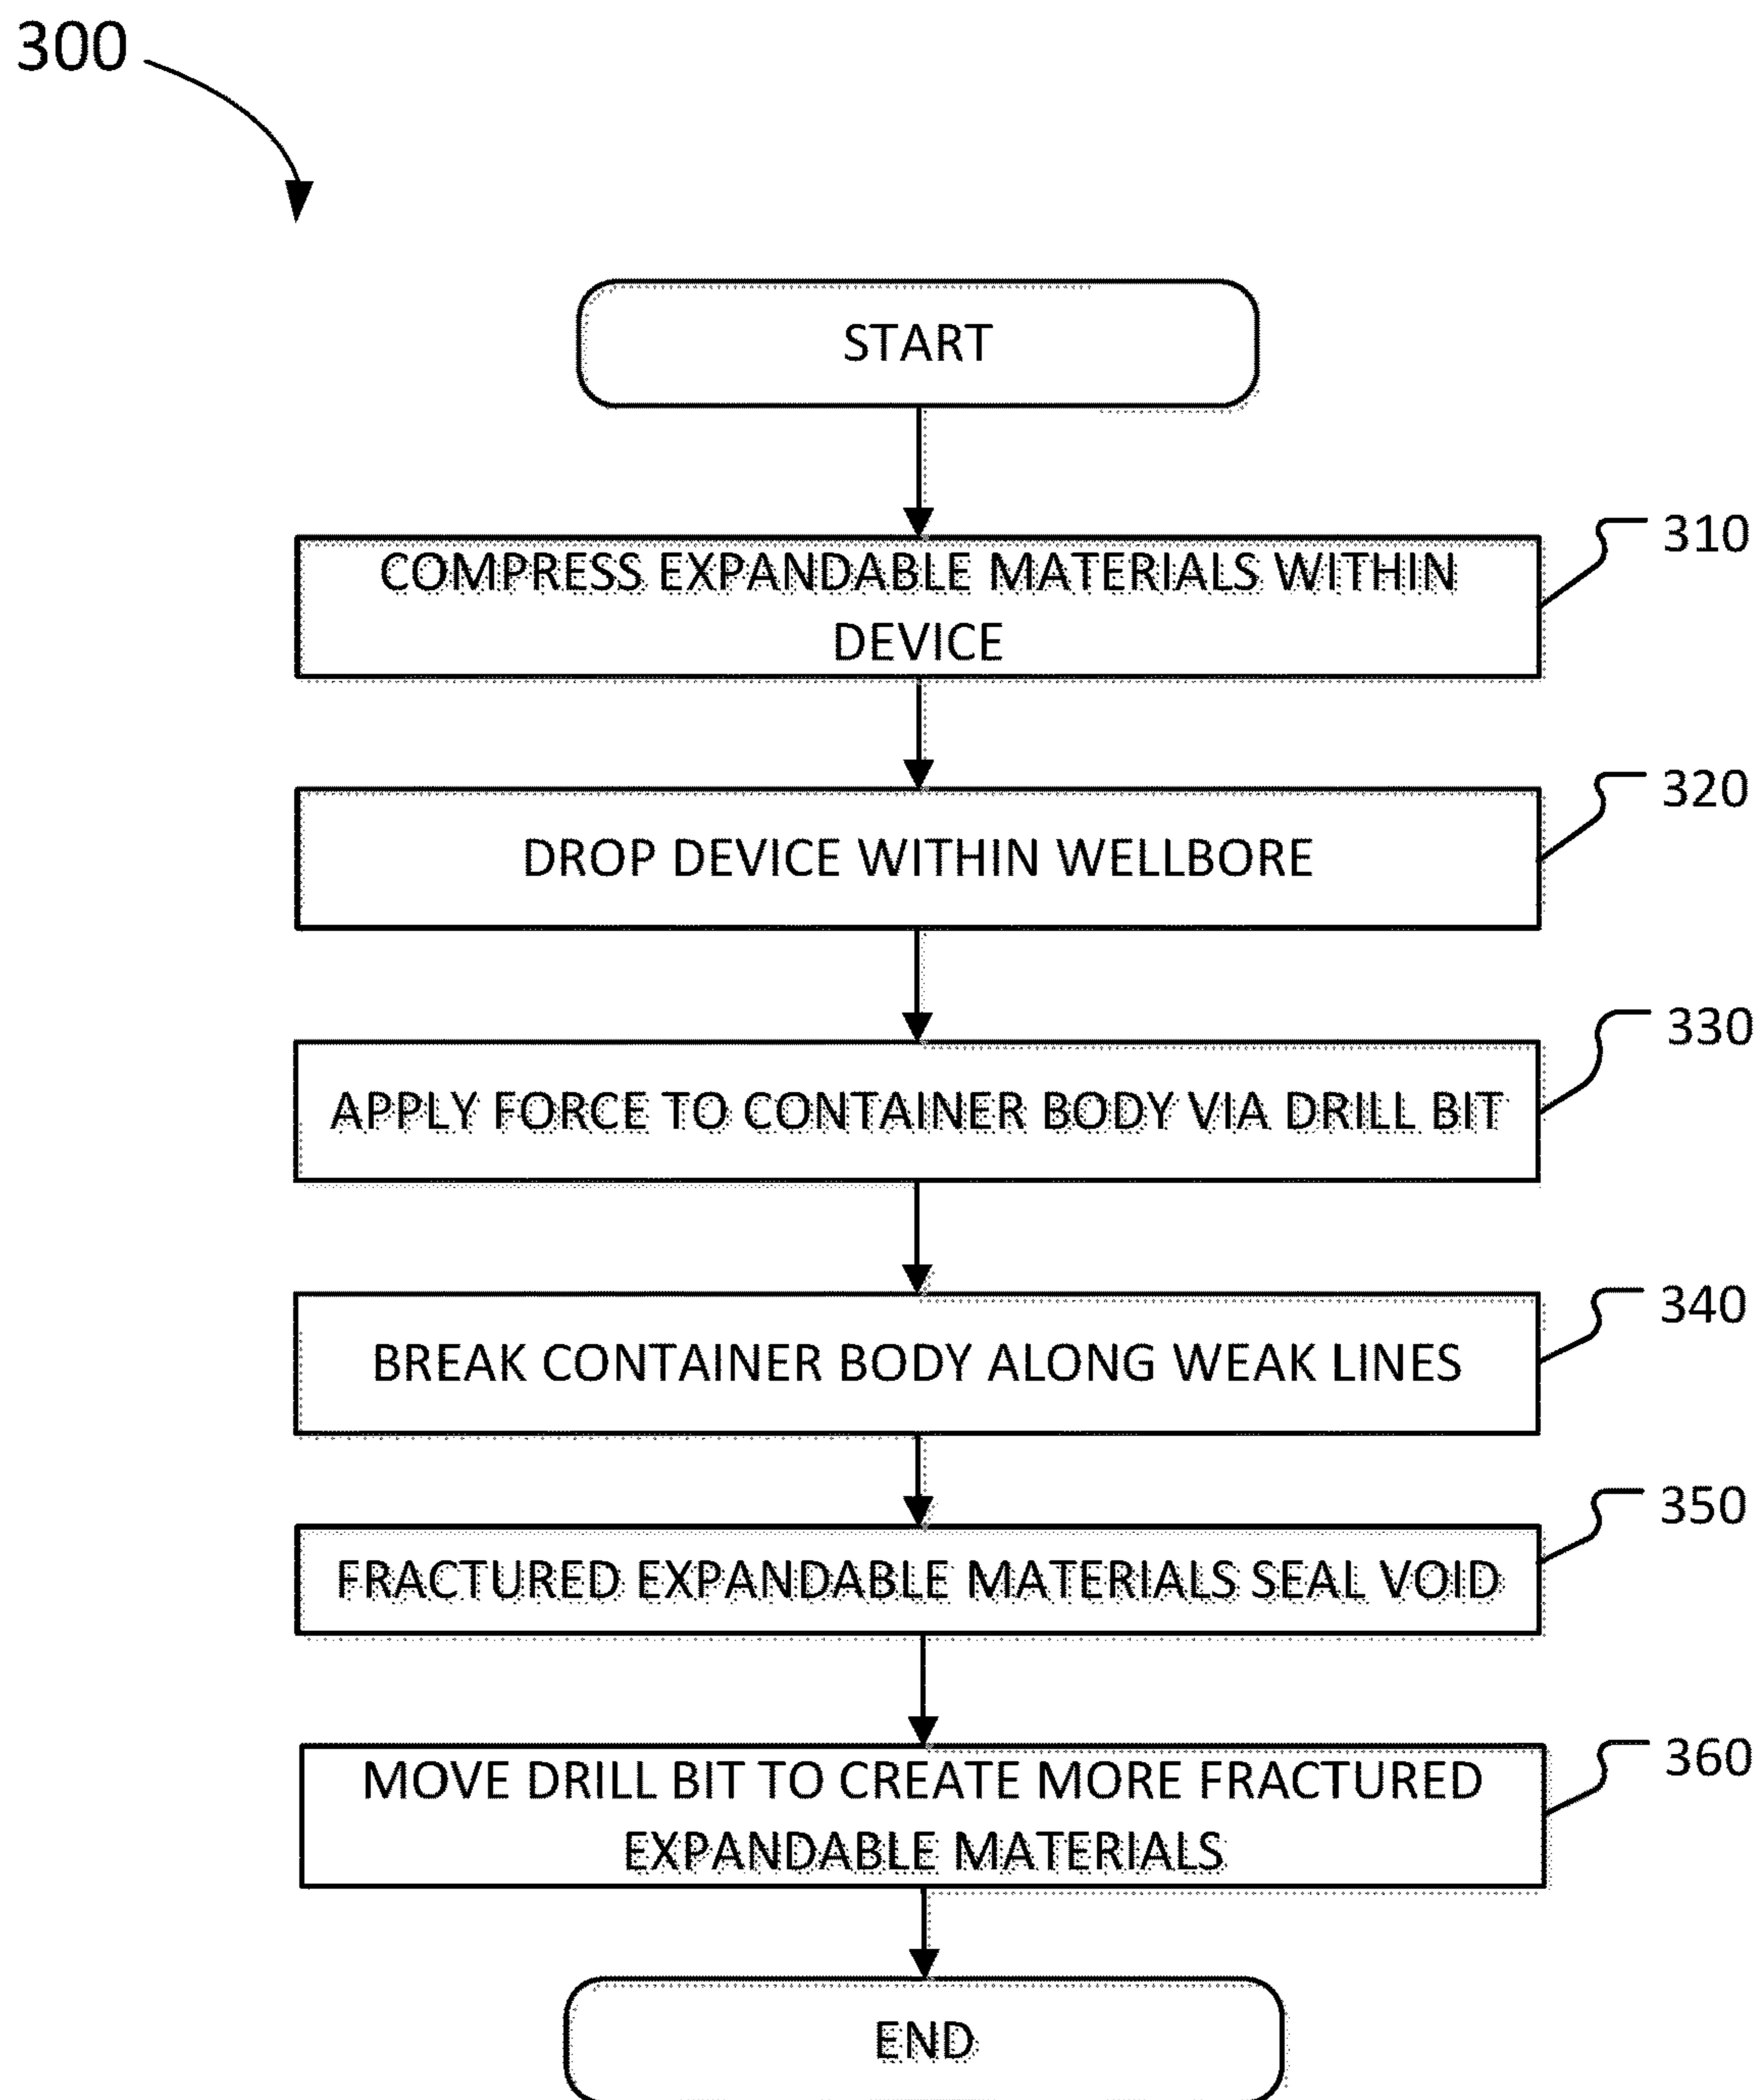 300
START
310
COMPRESS EXPANDABLE MATERIALS WITHIN
DEVICE
320
DROP DEVICE WITHIN WELLBORE
330
APPLY FORCE TO CONTAINER BODY VIA DRILL BIT
340
BREAK CONTAINER BODY ALONG WEAK LINES
350
FRACTURED EXPANDABLE MATERIALS SEAL VOID
360
MOVE DRILL BIT TO CREATE MORE FRACTURED
EXPANDABLE MATERIALS
END